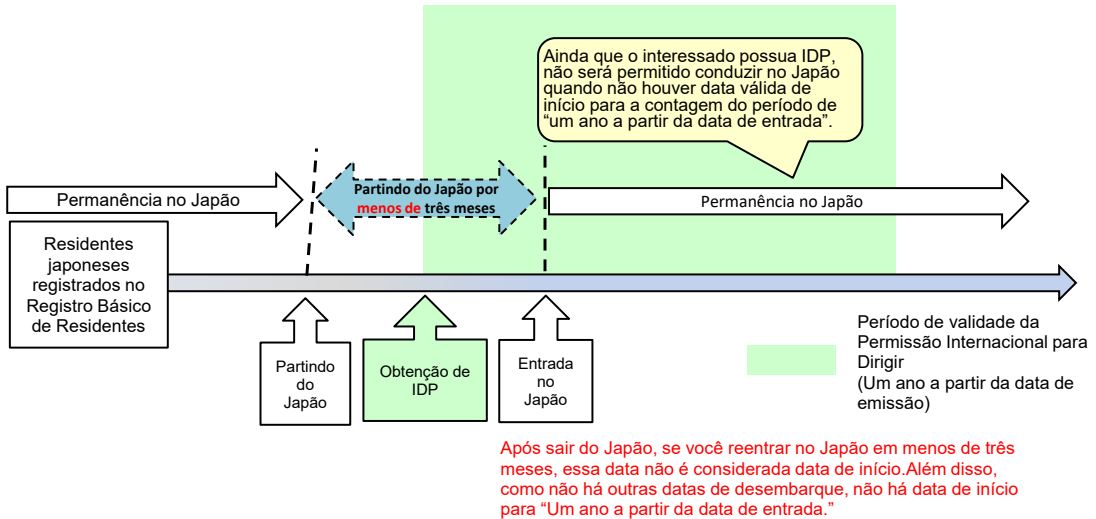 Ainda que o interessado possua IDP,
não será permitido conduzir no Japão
quando não houver data válida de
início para a contagem do período de
“um ano a partir da data de entrada”.
Permanência no Japão
Partindo do Japão por
menos de três meses
Permanência no Japão
Residentes
japoneses
registrados no
Registro Básico
de Residentes
Partindo
do
Japão
Obtenção de
IDP
Entrada
no
Japão
Período de validade da
Permissão Internacional para
Dirigir
(Um ano a partir da data de
emissão)
Após sair do Japão, se você reentrar no Japão em menos de três
meses, essa data não é considerada data de início.Além disso,
como não há outras datas de desembarque, não há data de início
para “Um ano a partir da data de entrada.”